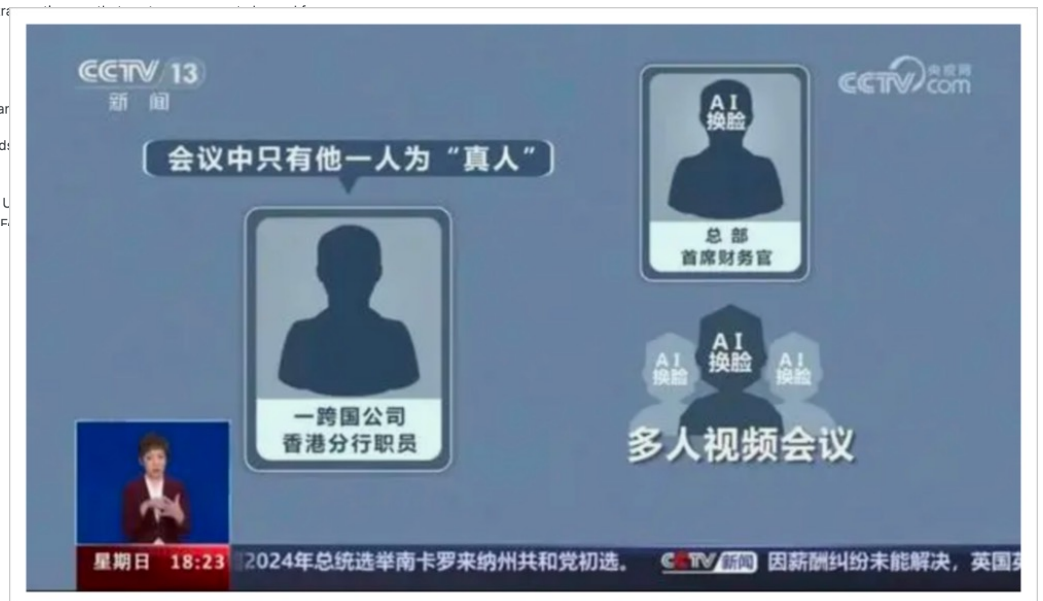 CCTV 13
新 闻
央视网
CCTV com
会议中只有他一人为“真人”
AI
换脸
总 部
首席财务官
一跨国公司
香港分行职员
AI
换脸
AI
换脸
AI
换脸
多人视频会议
星期日 18:23
2024年总统选举南卡罗来纳州共和党初选。 CCTV 新闻 因薪酬纠纷未能解决，英国